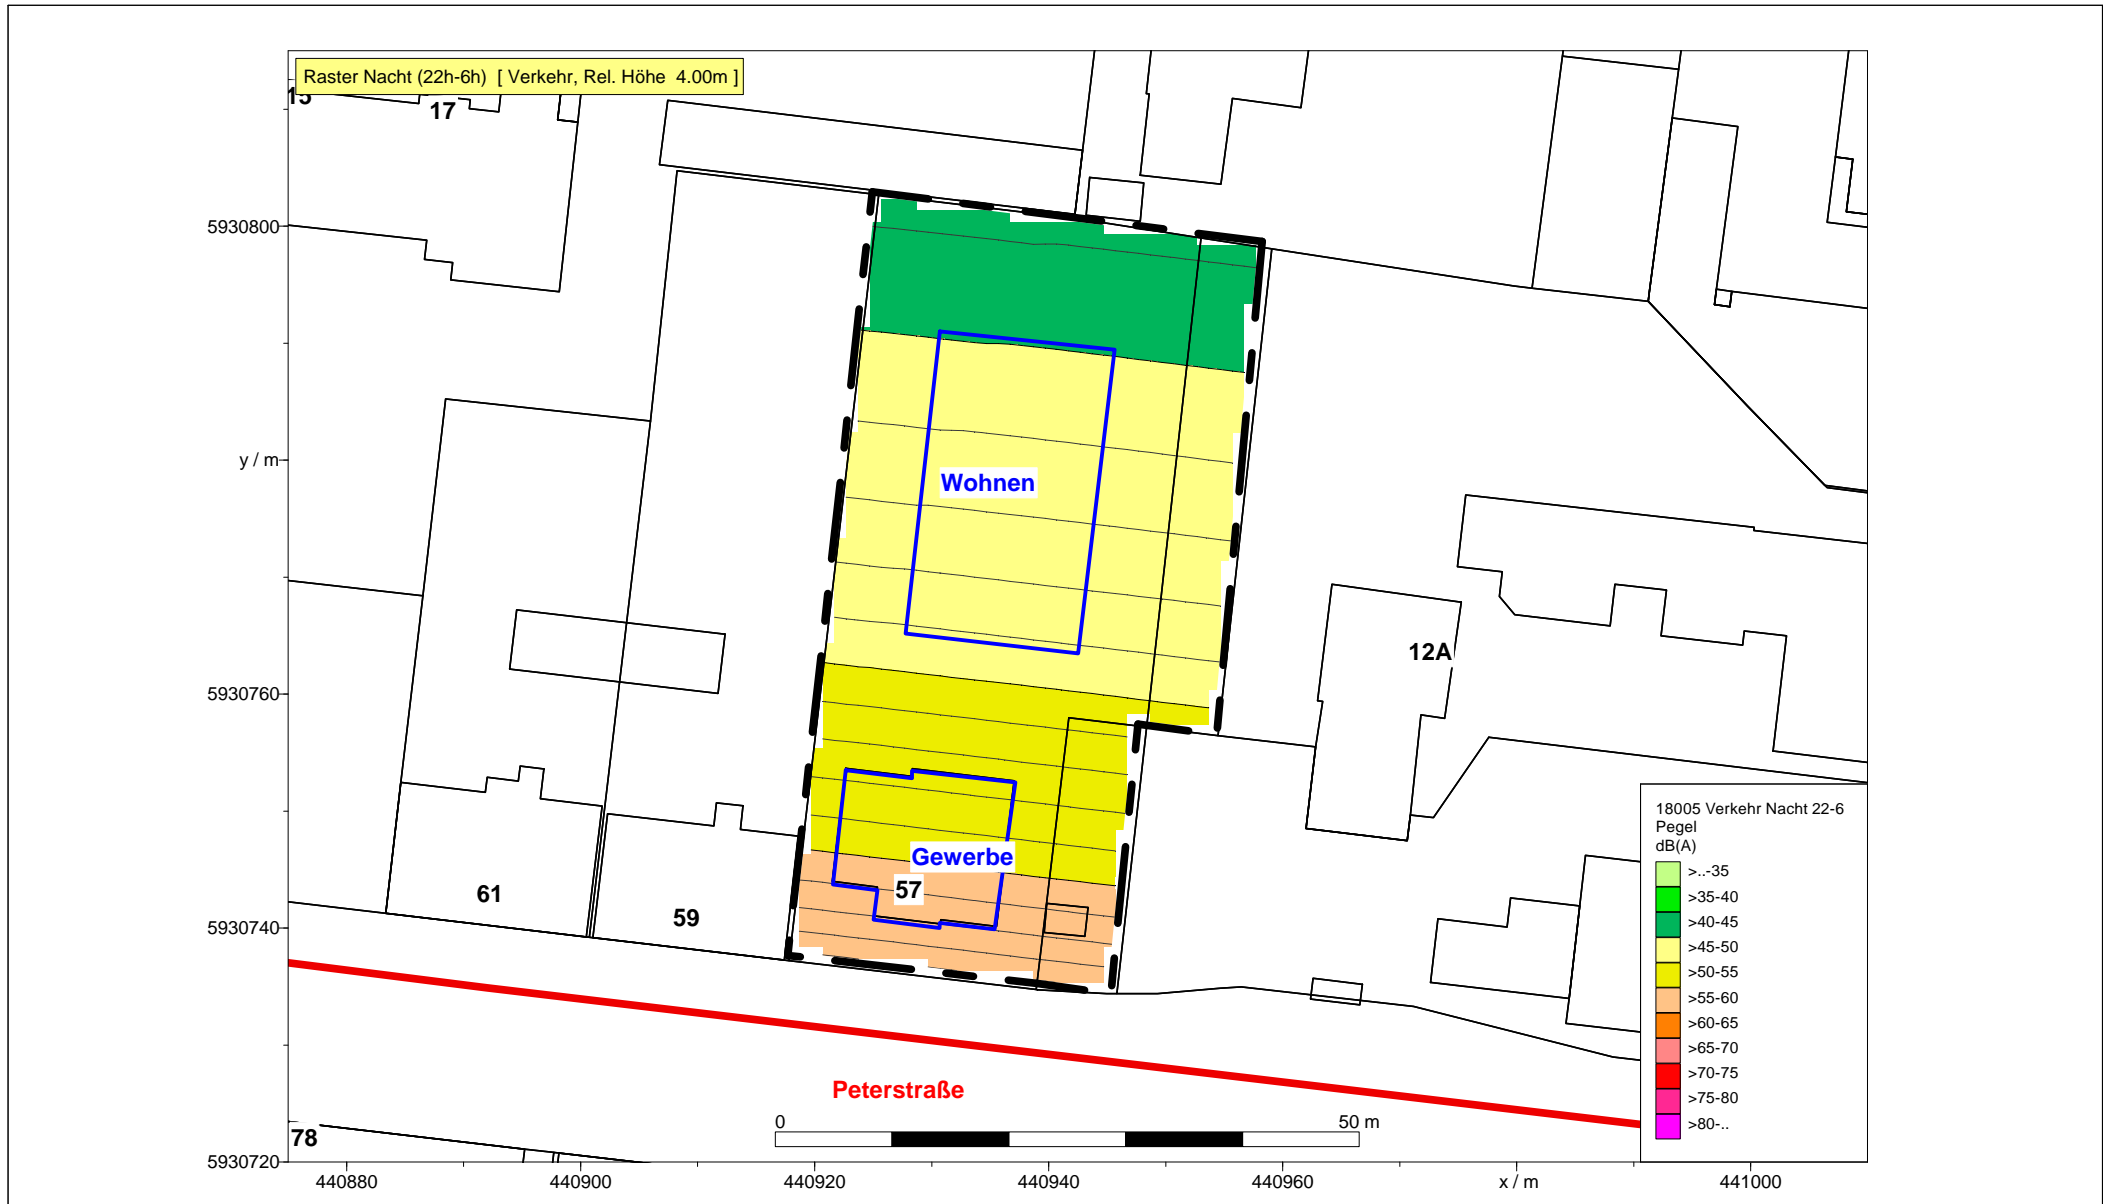 Raster Nacht (22h-6h) [ Verkehr, Rel. Höhe 4.00m ]
15
17
5930800
y / m
Wohnen
5930760
12A
18005 Verkehr Nacht 22-6
Pegel
dB(A)
>..-35
>35-40
>40-45
>45-50
>50-55
>55-60
>60-65
>65-70
>70-75
>75-80
>80-..
Gewerbe
57
61
59
5930740
Peterstraße
0 50 m
78
5930720
440880 440900 440920 440940 440960 x / m 441000